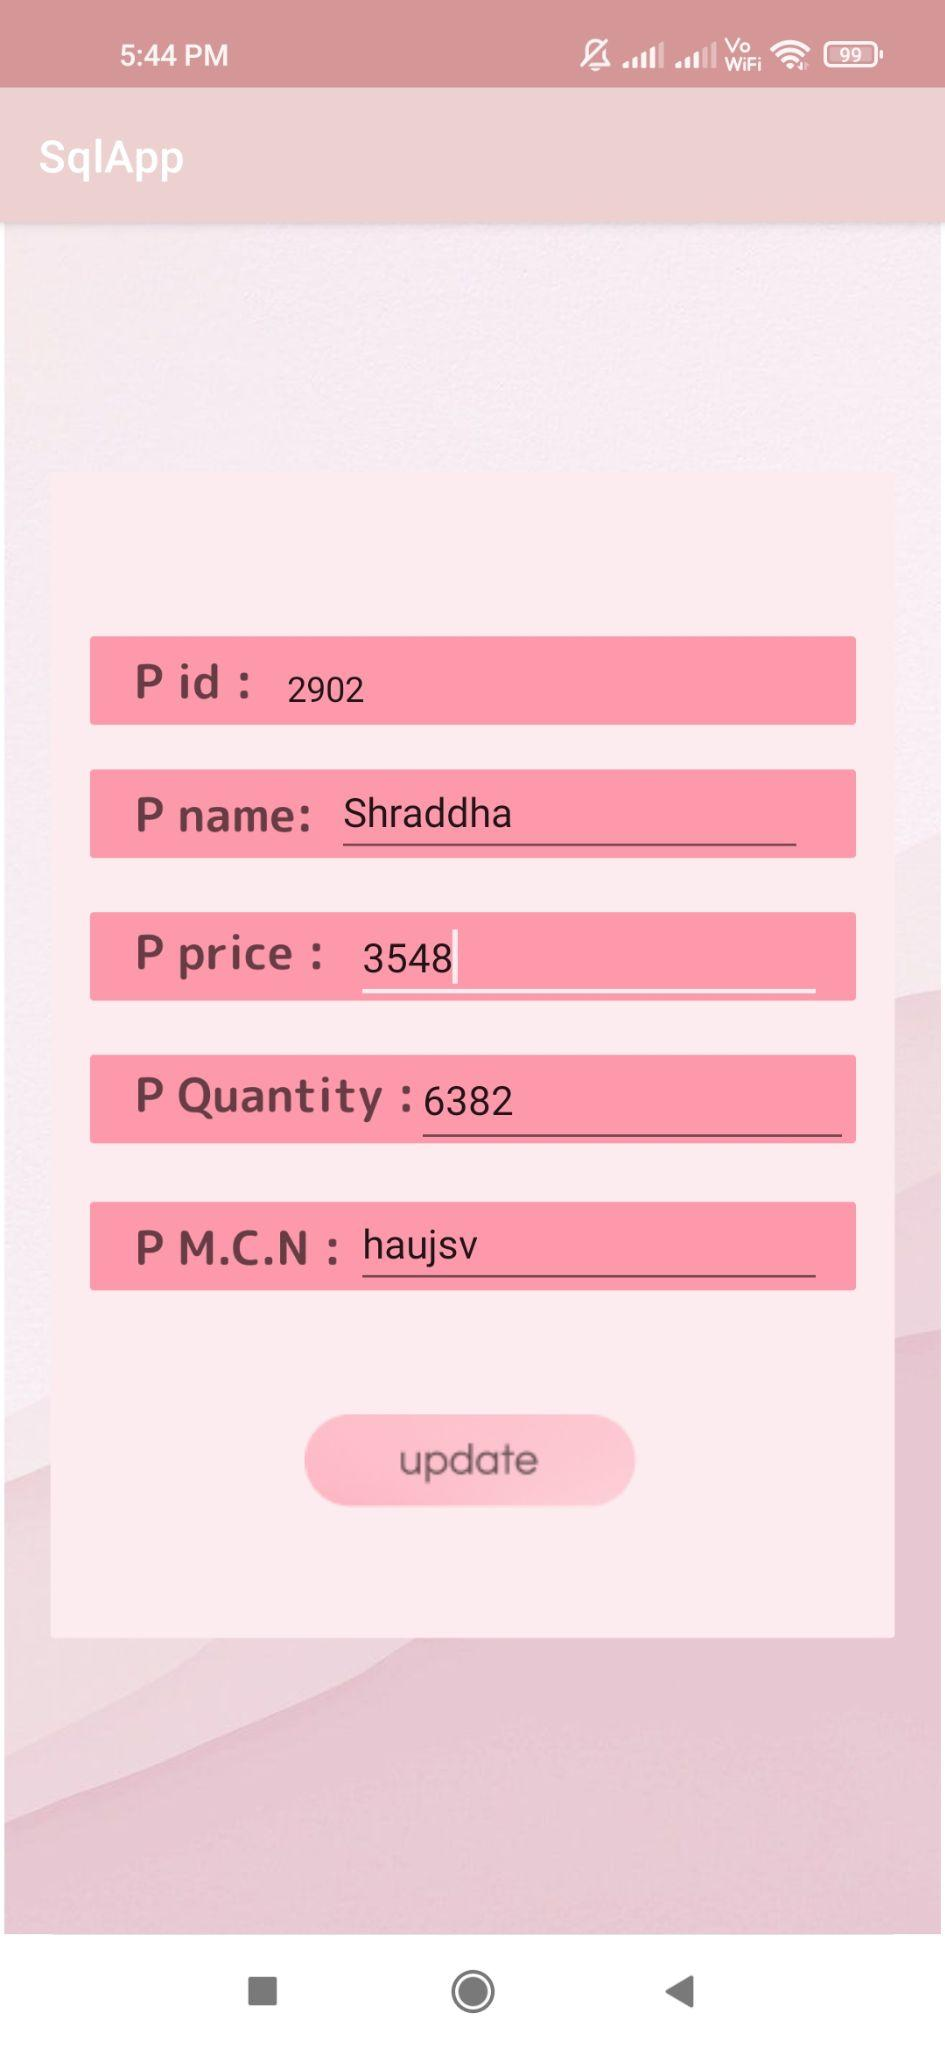 5:44 PM
Vo
WiFi
99
SqlApp
P id : 2902
P name: Shraddha
P price : 3548
P Quantity : 6382
P M.C.N : haujsv
update